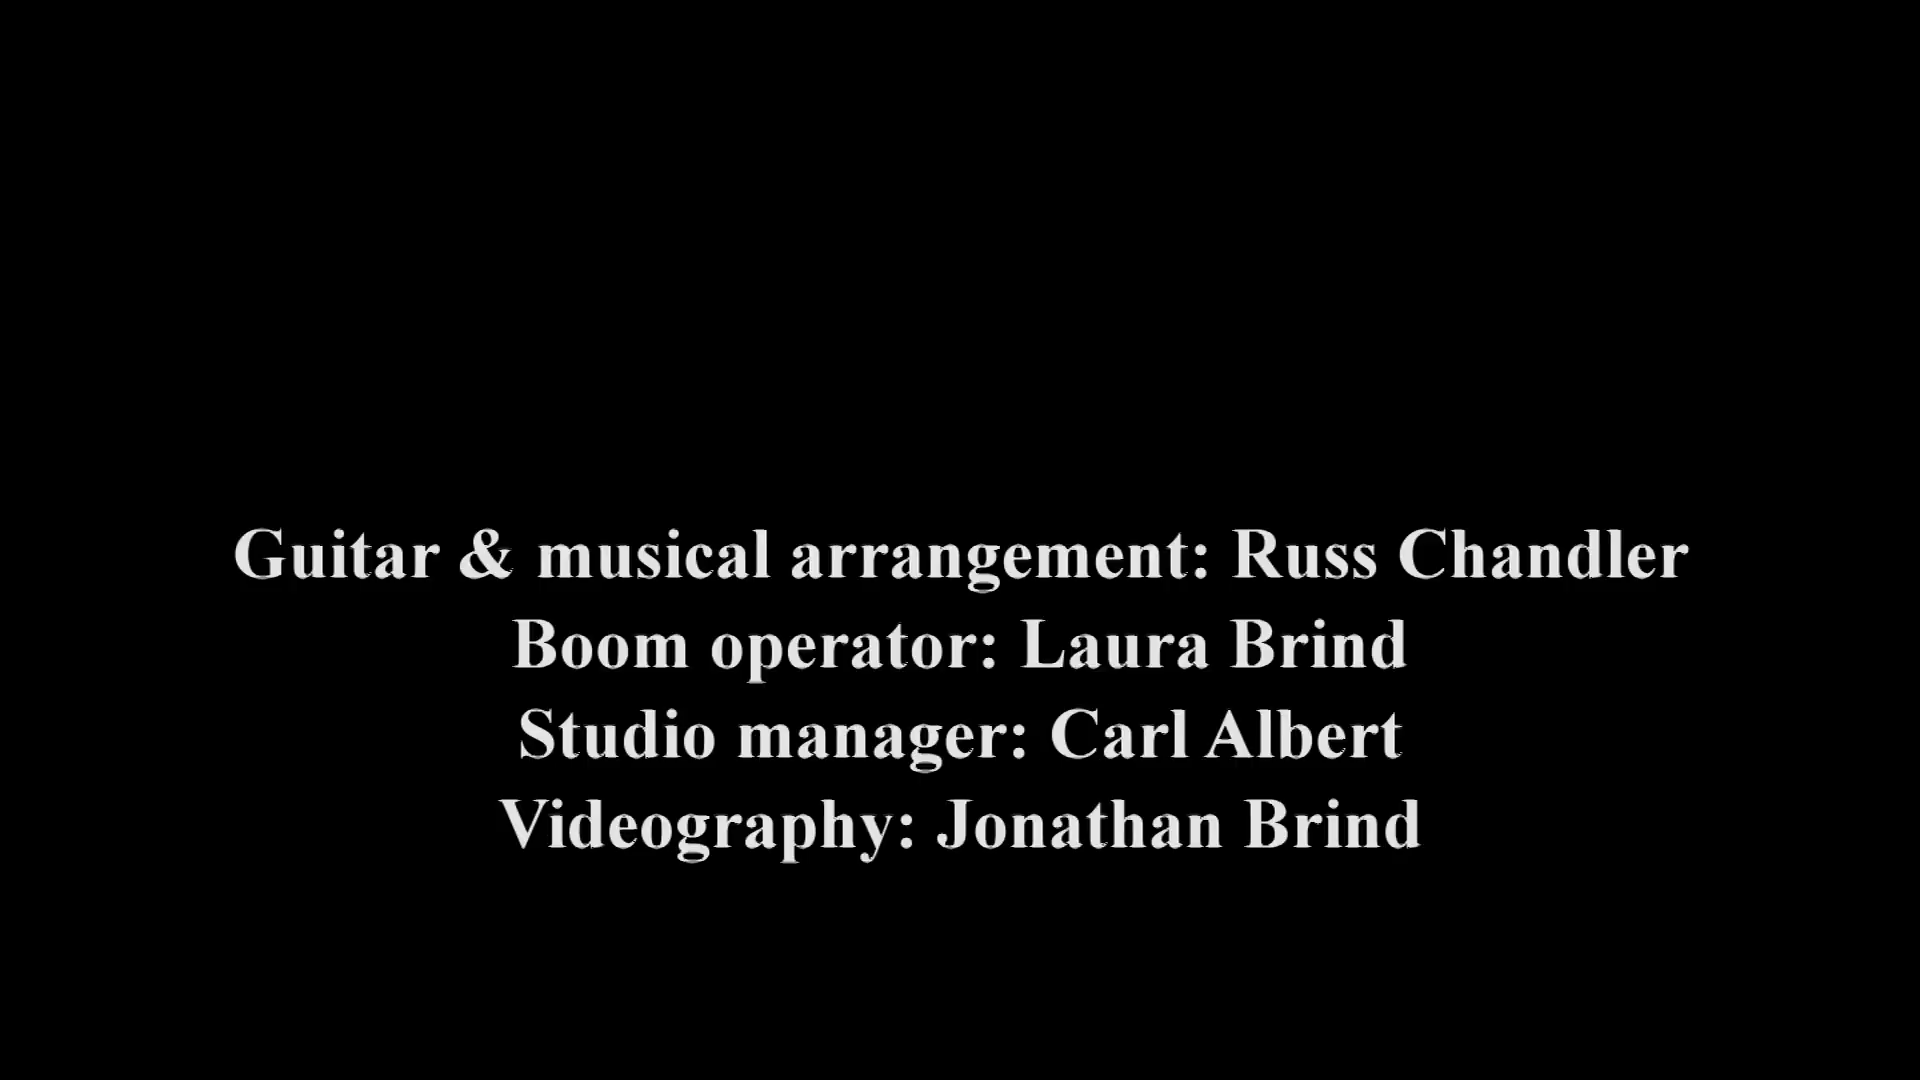 Guitar & musical arrangement: Russ Chandler
Boom operator: Laura Brind
Studio manager: Carl Albert
Videography: Jonathan Brind